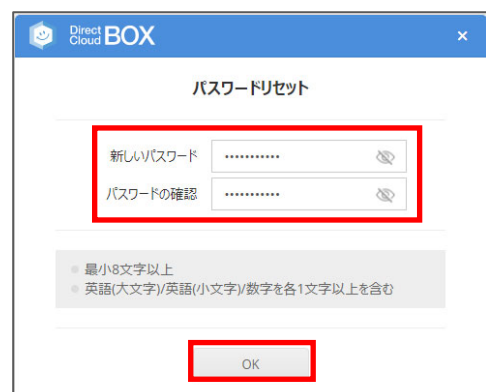 Direct Cloud BOX
パスワードリセット
新しいパスワード •••••••••••
パスワードの確認 •••••••••••
最小8文字以上
英語(大文字)/英語(小文字)/数字を各1文字以上を含む
OK